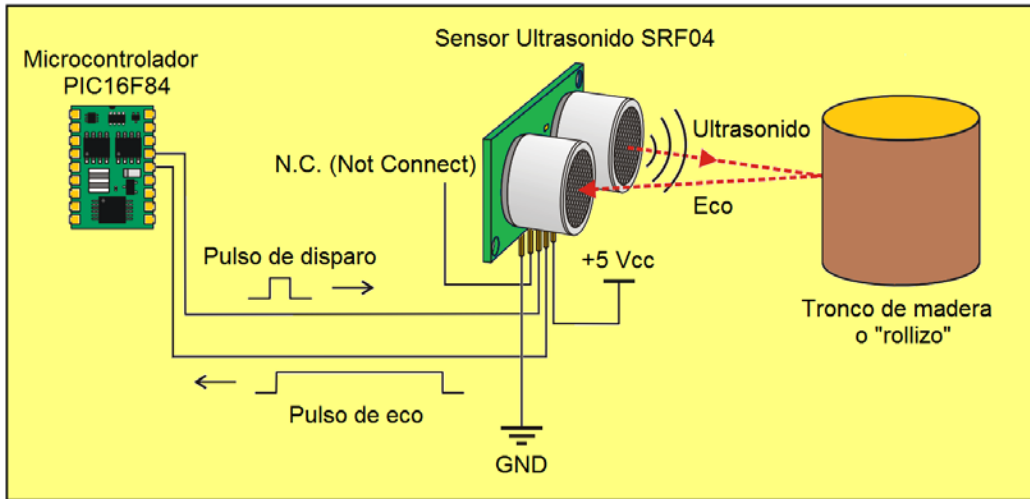 Microcontrolador
PIC16F84
Sensor Ultrasonido SRF04
N.C. (Not Connect)
Ultrasonido
Eco
Pulso de disparo
+5 Vcc
Tronco de madera
o "rollizo"
Pulso de eco
GND